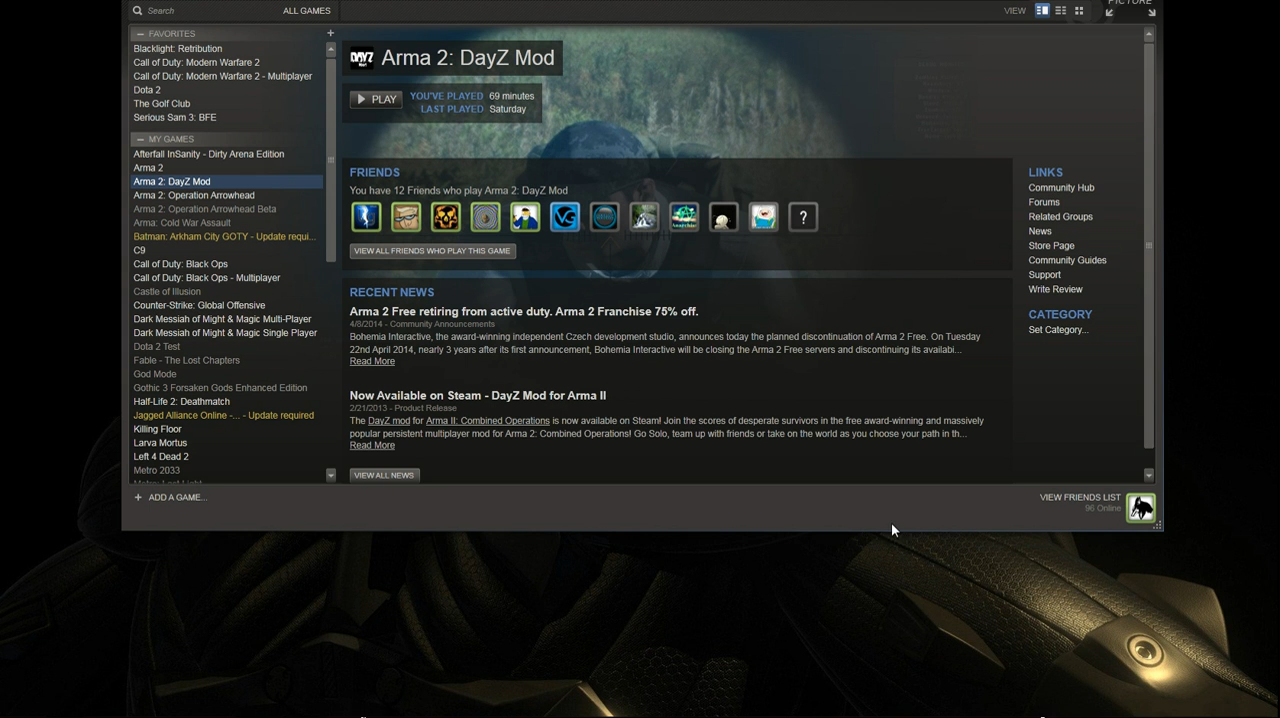 PICTURE
Search
ALL GAMES
VIEW
— FAVORITES +
Blacklight: Retribution
Call of Duty: Modern Warfare 2
Call of Duty: Modern Warfare 2 - Multiplayer
Dota 2
The Golf Club
Serious Sam 3: BFE
— MY GAMES
Afterfall InSanity - Dirty Arena Edition
Arma 2
Arma 2: DayZ Mod
Arma 2: Operation Arrowhead
Arma 2: Operation Arrowhead Beta
Arma: Cold War Assault
Batman: Arkham City GOTY - Update requi...
C9
Call of Duty: Black Ops
Call of Duty: Black Ops - Multiplayer
Castle of Illusion
Counter-Strike: Global Offensive
Dark Messiah of Might & Magic Multi-Player
Dark Messiah of Might & Magic Single Player
Dota 2 Test
Fable - The Lost Chapters
God Mode
Gothic 3 Forsaken Gods Enhanced Edition
Half-Life 2: Deathmatch
Jagged Alliance Online -... - Update required
Killing Floor
Larva Mortus
Left 4 Dead 2
Metro 2033
Metro: Last Light
+ ADD A GAME...
DAYZ
Arma 2: DayZ Mod
PLAY
YOU'VE PLAYED 69 minutes
LAST PLAYED Saturday
FRIENDS
You have 12 Friends who play Arma 2: DayZ Mod
VG
?
VIEW ALL FRIENDS WHO PLAY THIS GAME
RECENT NEWS
Arma 2 Free retiring from active duty. Arma 2 Franchise 75% off.
4/8/2014 - Community Announcements
Bohemia Interactive, the award-winning independent Czech development studio, announces today the planned discontinuation of Arma 2 Free. On Tuesday
22nd April 2014, nearly 3 years after its first announcement, Bohemia Interactive will be closing the Arma 2 Free servers and discontinuing its availabi...
Read More
Now Available on Steam - DayZ Mod for Arma II
2/21/2013 - Product Release
The DayZ mod for Arma II: Combined Operations is now available on Steam! Join the scores of desperate survivors in the free award-winning and massively
popular persistent multiplayer mod for Arma 2: Combined Operations! Go Solo, team up with friends or take on the world as you choose your path in th...
Read More
VIEW ALL NEWS
LINKS
Community Hub
Forums
Related Groups
News
Store Page
Community Guides
Support
Write Review
CATEGORY
Set Category...
VIEW FRIENDS LIST
96 Online